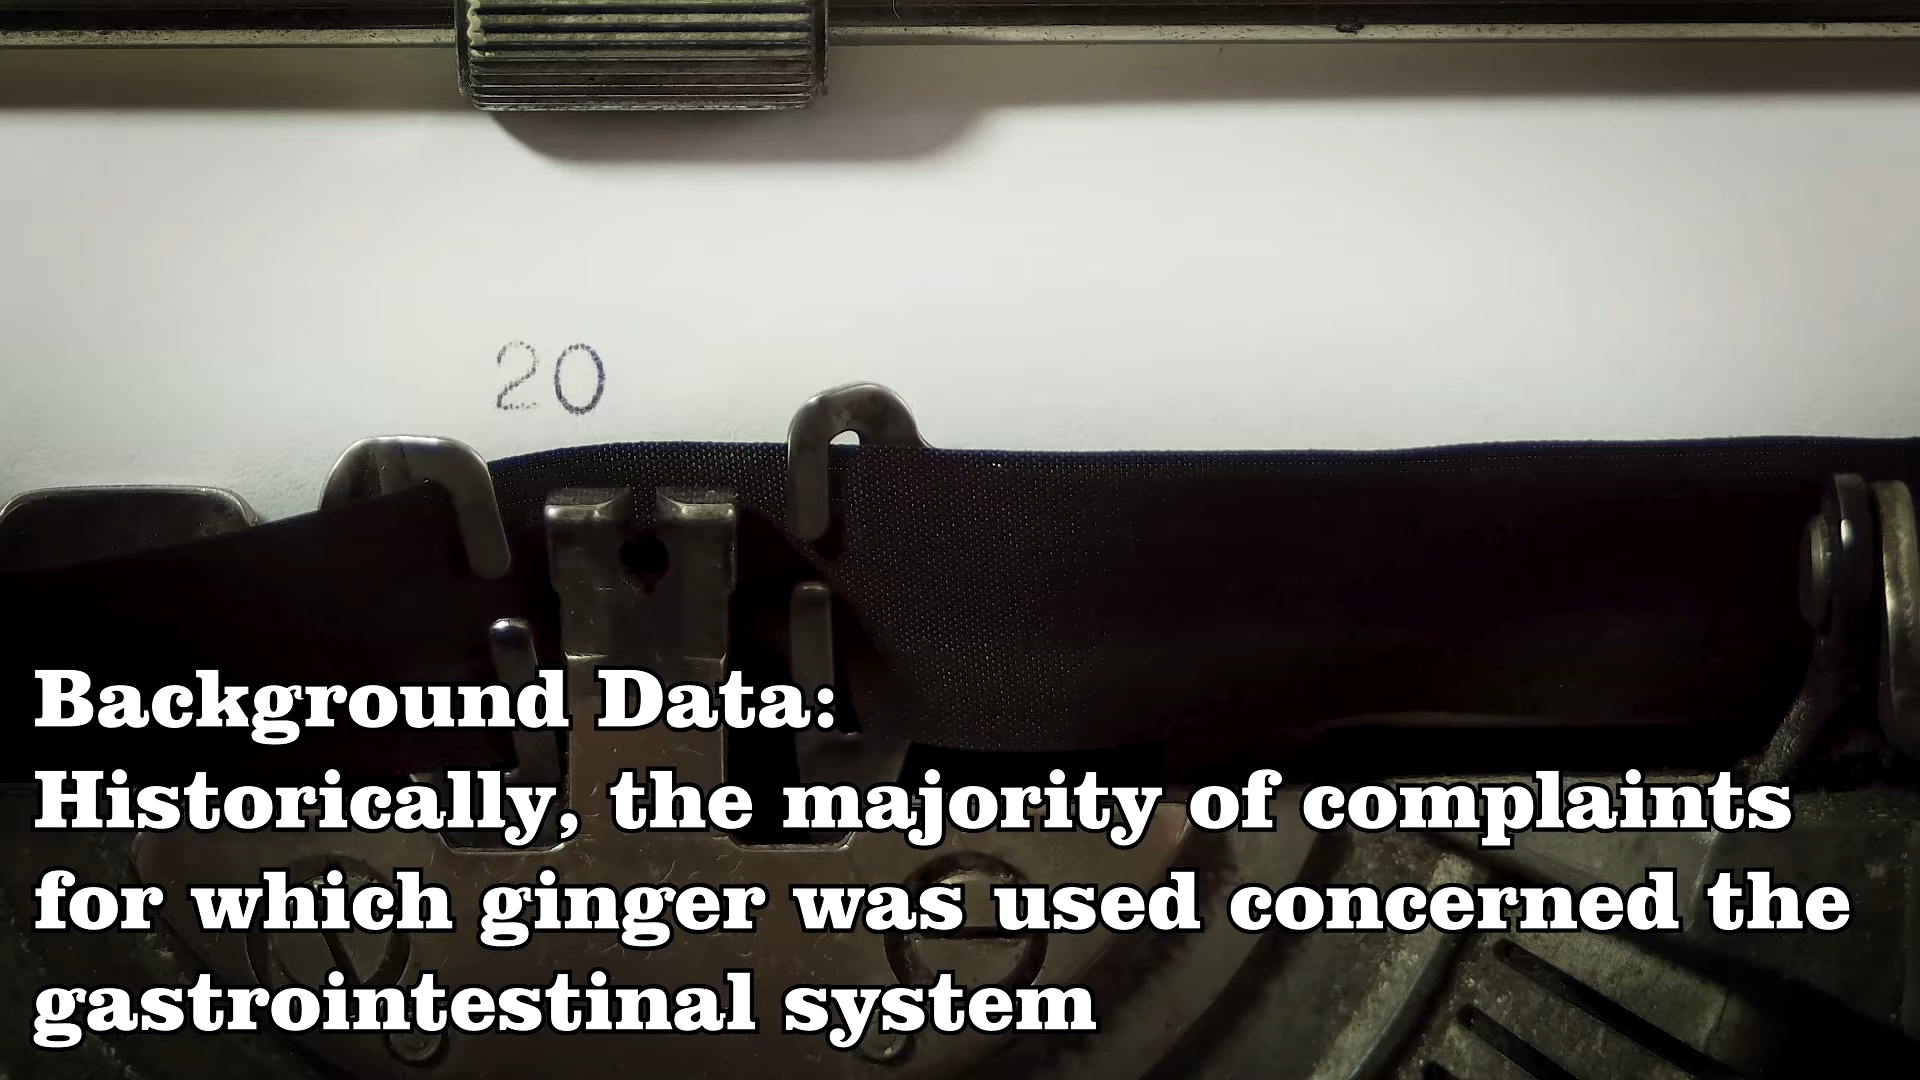 20
Background Data:
Historically, the majority of complaints
for which ginger was used concerned the
gastrointestinal system